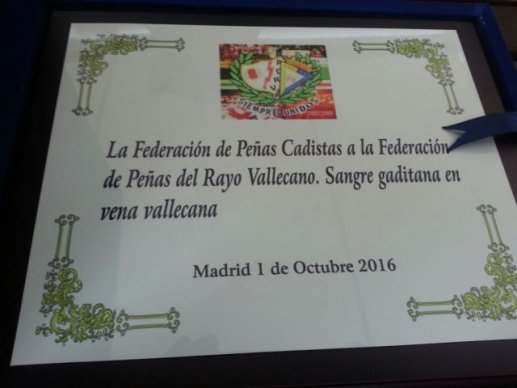 SIEMPRE UNIDOS
La Federación de Peñas Cadistas a la Federación
de Peñas del Rayo Vallecano. Sangre gaditana en
vena vallecana
Madrid 1 de Octubre 2016